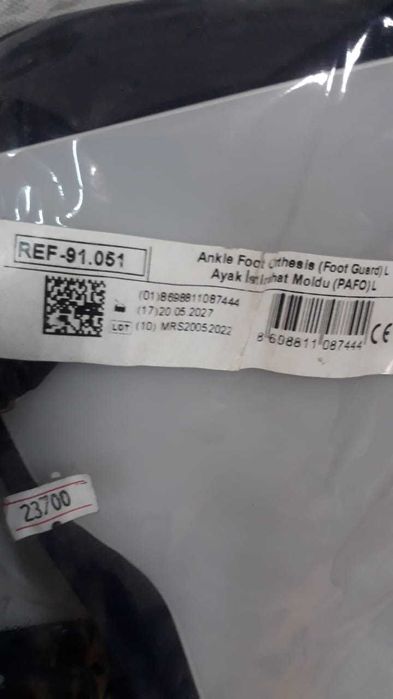 REF-91.051
Ankle Foot Orthesis (Foot Guard) L
Ayak İstirahat Moldu (PAFO) L
(01)8698811087444
(17)20 05 2027
LOT (10) MRS20052022
8 698811 087444
CE
23700